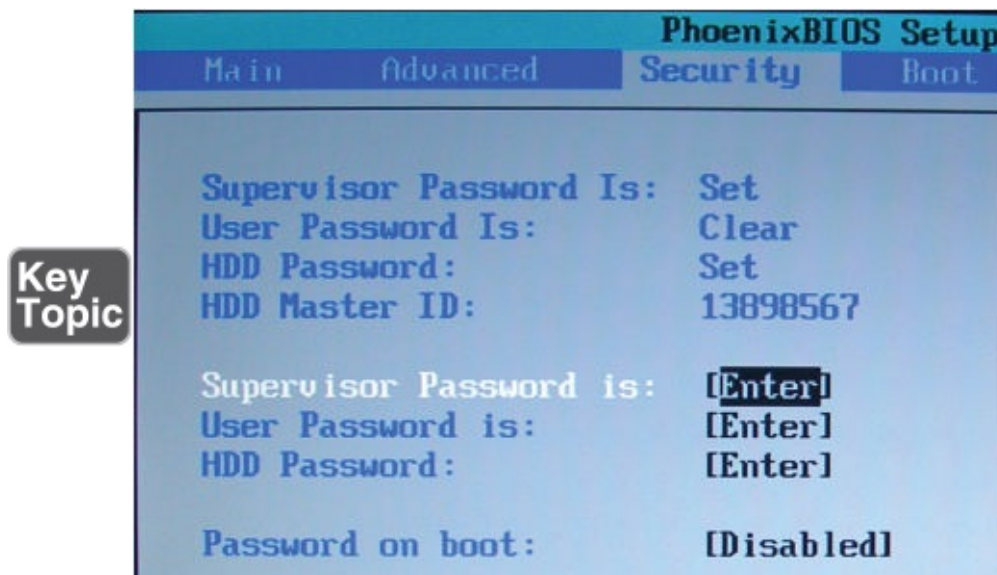 PhoenixBIOS Setup
Main Advanced Security Boot
Supervisor Password Is: Set
User Password Is: Clear
HDD Password: Set
HDD Master ID: 13898567
Key
Topic
Supervisor Password is: [Enter]
User Password is: [Enter]
HDD Password: [Enter]
Password on boot: [Disabled]